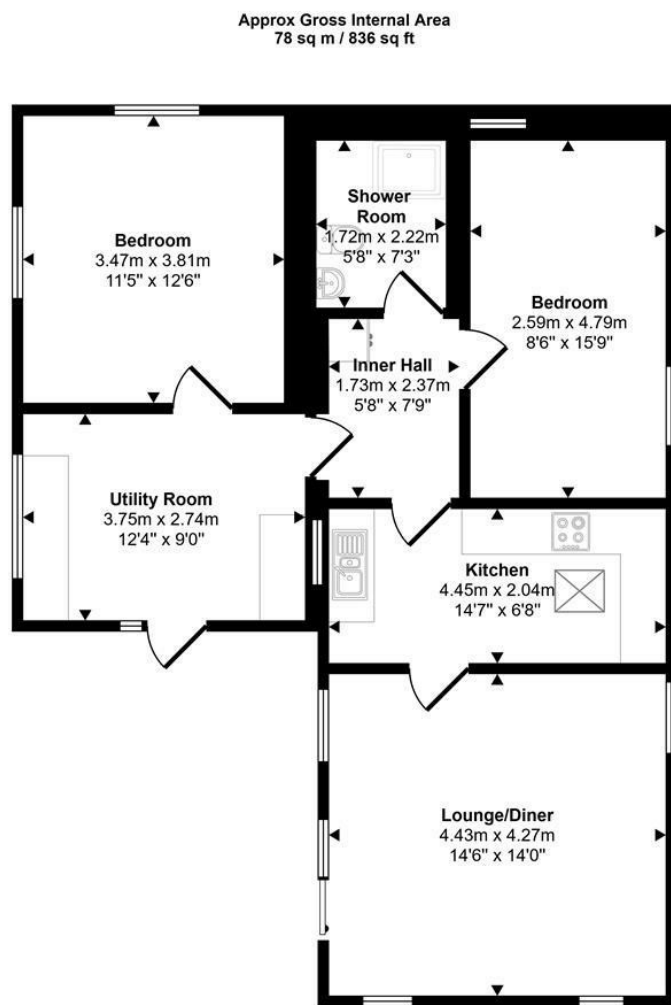 Approx Gross Internal Area
78 sq m / 836 sq ft
Bedroom
3.47m x 3.81m
11'5" x 12'6"
Shower
Room
1.72m x 2.22m
5'8" x 7'3"
Bedroom
2.59m x 4.79m
8'6" x 15'9"
Inner Hall
1.73m x 2.37m
5'8" x 7'9"
Utility Room
3.75m x 2.74m
12'4" x 9'0"
Kitchen
4.45m x 2.04m
14'7" x 6'8"
Lounge/Diner
4.43m x 4.27m
14'6" x 14'0"